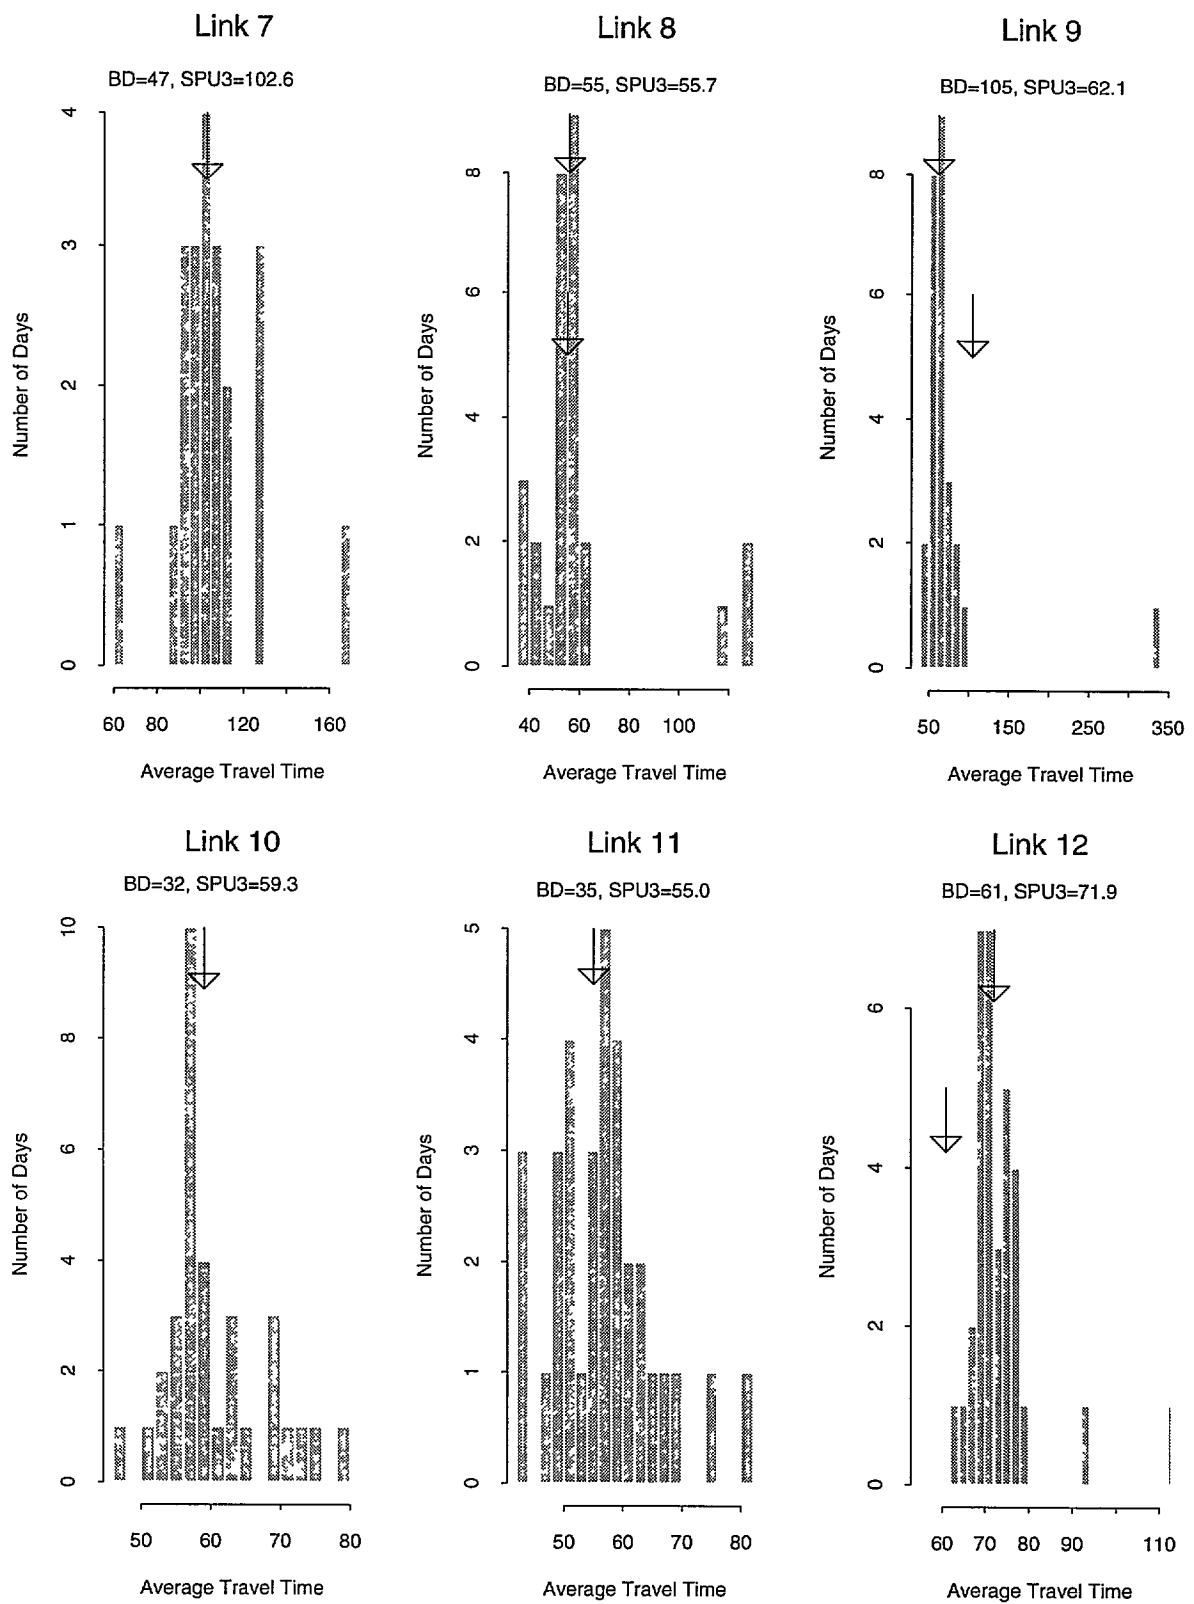 Link 7
BD=47, SPU3=102.6
4
3
2
1
0
Number of Days
60 80 120 160
Average Travel Time
Link 8
BD=55, SPU3=55.7
8
6
4
2
0
Number of Days
40 60 80 100
Average Travel Time
Link 9
BD=105, SPU3=62.1
8
6
4
2
0
Number of Days
50 150 250 350
Average Travel Time
Link 10
BD=32, SPU3=59.3
10
8
6
4
2
0
Number of Days
50 60 70 80
Average Travel Time
Link 11
BD=35, SPU3=55.0
5
4
3
2
1
0
Number of Days
50 60 70 80
Average Travel Time
Link 12
BD=61, SPU3=71.9
6
4
2
0
Number of Days
60 70 80 90 110
Average Travel Time